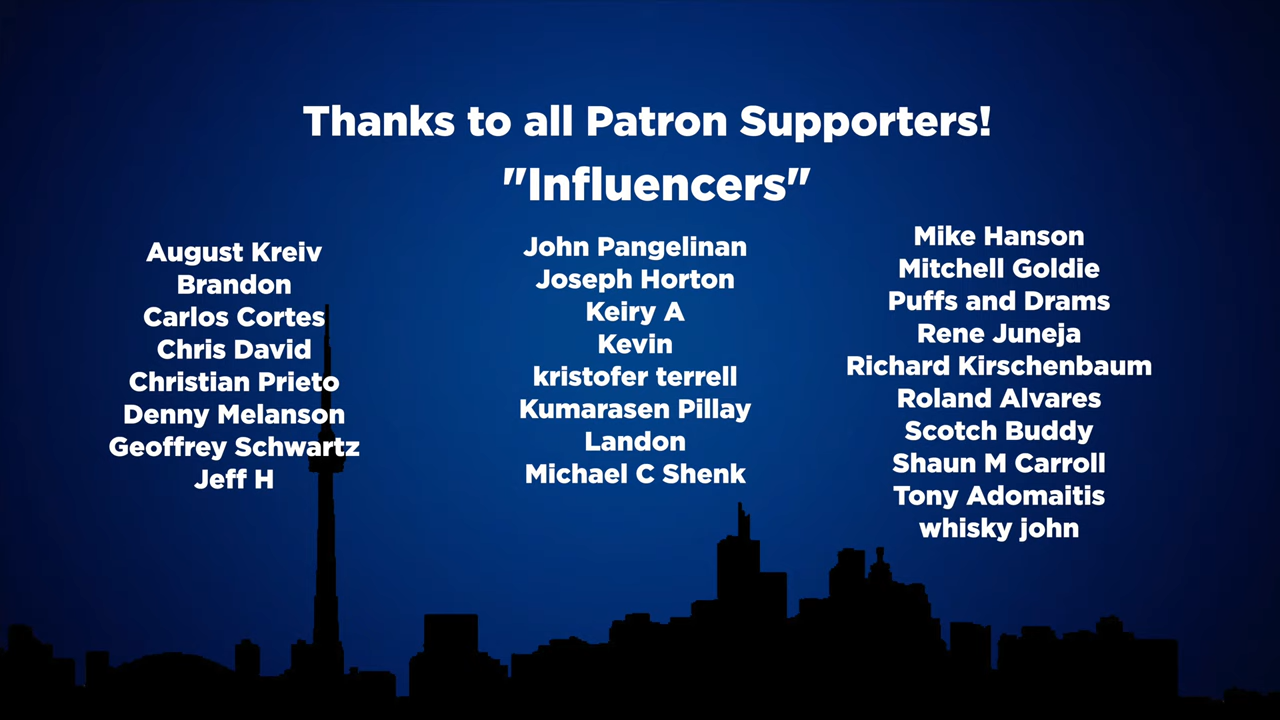 Thanks to all Patron Supporters!
"Influencers"
August Kreiv
Brandon
Carlos Cortes
Chris David
Christian Prieto
Denny Melanson
Geoffrey Schwartz
Jeff H
John Pangelinan
Joseph Horton
Keiry A
Kevin
kristofer terrell
Kumarasen Pillay
Landon
Michael C Shenk
Mike Hanson
Mitchell Goldie
Puffs and Drams
Rene Juneja
Richard Kirschenbaum
Roland Alvares
Scotch Buddy
Shaun M Carroll
Tony Adomaitis
whisky john